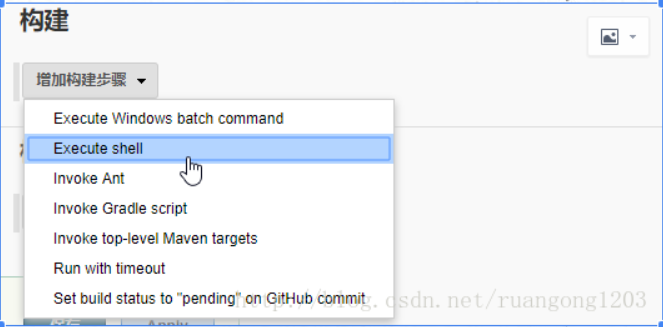 构建
增加构建步骤
Execute Windows batch command
Execute shell
Invoke Ant
Invoke Gradle script
Invoke top-level Maven targets
Run with timeout
Set build status to "pending" on GitHub commit
http://blog.csdn.net/ruangong1203
Apply